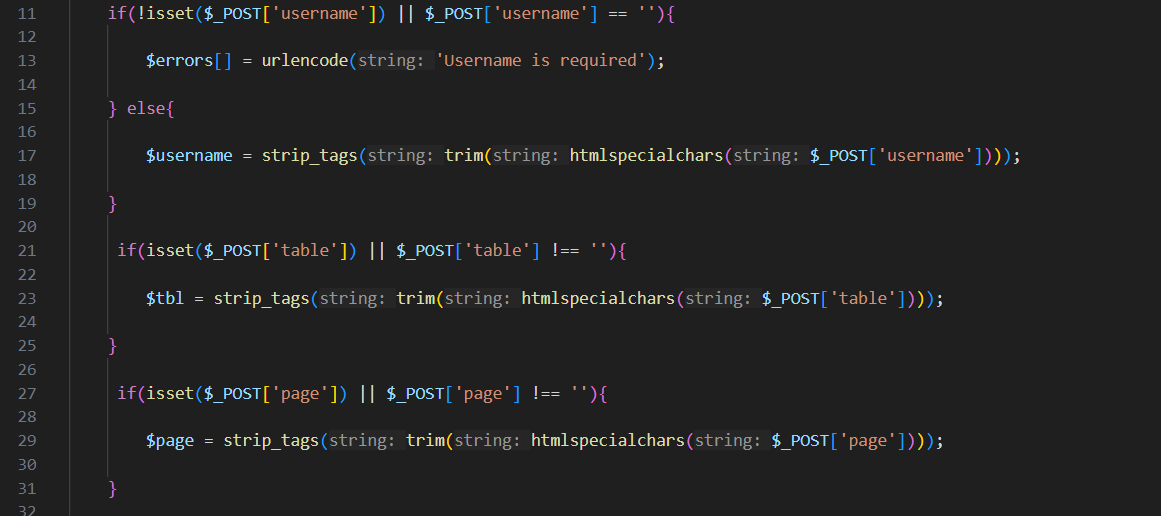 11 if(!isset($_POST['username']) || $_POST['username'] == ''){
12
13 $errors[] = urlencode(string: 'Username is required');
14
15 } else{
16
17 $username = strip_tags(string: trim(string: htmlspecialchars(string: $_POST['username'])));
18
19 }
20
21 if(isset($_POST['table']) || $_POST['table'] !== ''){
22
23 $tbl = strip_tags(string: trim(string: htmlspecialchars(string: $_POST['table'])));
24
25 }
26
27 if(isset($_POST['page']) || $_POST['page'] !== ''){
28
29 $page = strip_tags(string: trim(string: htmlspecialchars(string: $_POST['page'])));
30
31 }
32